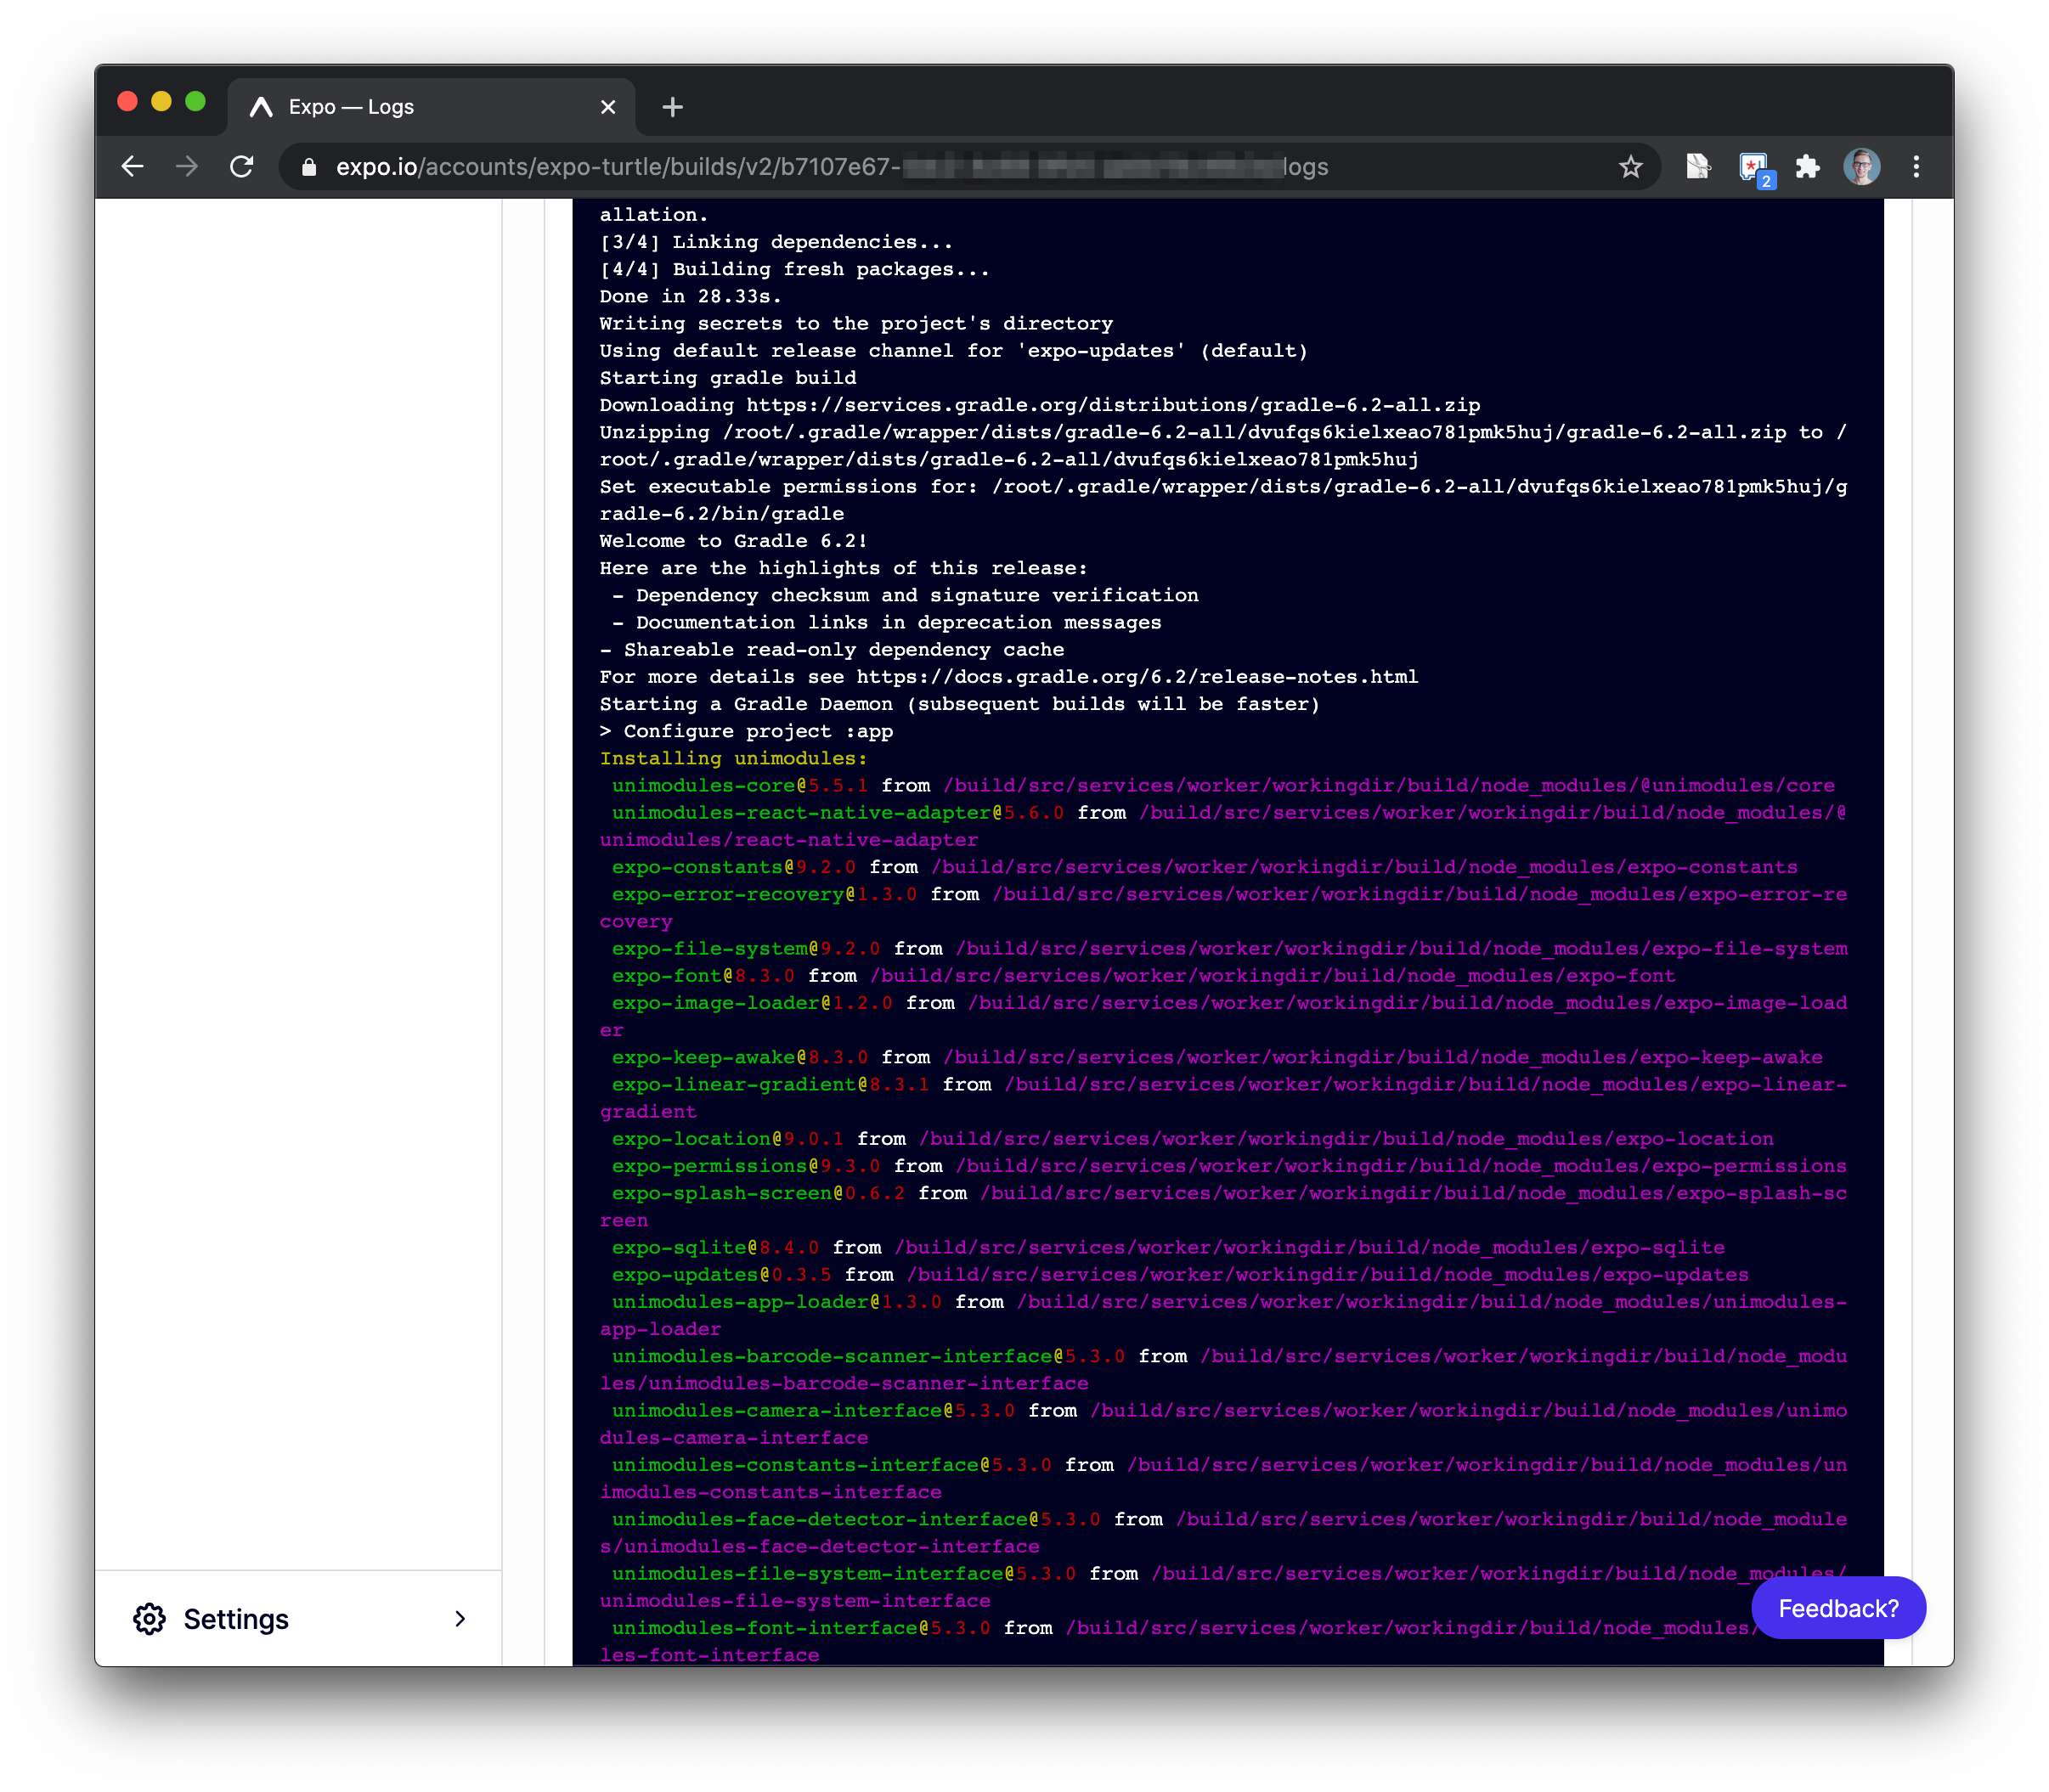 Expo — Logs
expo.io/accounts/expo-turtle/builds/v2/b7107e67- logs
2
allation.
[3/4] Linking dependencies...
[4/4] Building fresh packages...
Done in 28.33s.
Writing secrets to the project's directory
Using default release channel for 'expo-updates' (default)
Starting gradle build
Downloading https://services.gradle.org/distributions/gradle-6.2-all.zip
Unzipping /root/.gradle/wrapper/dists/gradle-6.2-all/dvufqs6kielxeao781pmk5huj/gradle-6.2-all.zip to /
root/.gradle/wrapper/dists/gradle-6.2-all/dvufqs6kielxeao781pmk5huj
Set executable permissions for: /root/.gradle/wrapper/dists/gradle-6.2-all/dvufqs6kielxeao781pmk5huj/g
radle-6.2/bin/gradle
Welcome to Gradle 6.2!
Here are the highlights of this release:
- Dependency checksum and signature verification
- Documentation links in deprecation messages
- Shareable read-only dependency cache
For more details see https://docs.gradle.org/6.2/release-notes.html
Starting a Gradle Daemon (subsequent builds will be faster)
> Configure project :app
Installing unimodules:
unimodules-core@5.5.1 from /build/src/services/worker/workingdir/build/node_modules/@unimodules/core
unimodules-react-native-adapter@5.6.0 from /build/src/services/worker/workingdir/build/node_modules/@
unimodules/react-native-adapter
expo-constants@9.2.0 from /build/src/services/worker/workingdir/build/node_modules/expo-constants
expo-error-recovery@1.3.0 from /build/src/services/worker/workingdir/build/node_modules/expo-error-re
covery
expo-file-system@9.2.0 from /build/src/services/worker/workingdir/build/node_modules/expo-file-system
expo-font@8.3.0 from /build/src/services/worker/workingdir/build/node_modules/expo-font
expo-image-loader@1.2.0 from /build/src/services/worker/workingdir/build/node_modules/expo-image-load
er
expo-keep-awake@8.3.0 from /build/src/services/worker/workingdir/build/node_modules/expo-keep-awake
expo-linear-gradient@8.3.1 from /build/src/services/worker/workingdir/build/node_modules/expo-linear-
gradient
expo-location@9.0.1 from /build/src/services/worker/workingdir/build/node_modules/expo-location
expo-permissions@9.3.0 from /build/src/services/worker/workingdir/build/node_modules/expo-permissions
expo-splash-screen@0.6.2 from /build/src/services/worker/workingdir/build/node_modules/expo-splash-sc
reen
expo-sqlite@8.4.0 from /build/src/services/worker/workingdir/build/node_modules/expo-sqlite
expo-updates@0.3.5 from /build/src/services/worker/workingdir/build/node_modules/expo-updates
unimodules-app-loader@1.3.0 from /build/src/services/worker/workingdir/build/node_modules/unimodules-
app-loader
unimodules-barcode-scanner-interface@5.3.0 from /build/src/services/worker/workingdir/build/node_modu
les/unimodules-barcode-scanner-interface
unimodules-camera-interface@5.3.0 from /build/src/services/worker/workingdir/build/node_modules/unimo
dules-camera-interface
unimodules-constants-interface@5.3.0 from /build/src/services/worker/workingdir/build/node_modules/un
imodules-constants-interface
unimodules-face-detector-interface@5.3.0 from /build/src/services/worker/workingdir/build/node_module
s/unimodules-face-detector-interface
unimodules-file-system-interface@5.3.0 from /build/src/services/worker/workingdir/build/node_modules/
unimodules-file-system-interface
unimodules-font-interface@5.3.0 from /build/src/services/worker/workingdir/build/node_modules/
les-font-interface
Settings
Feedback?